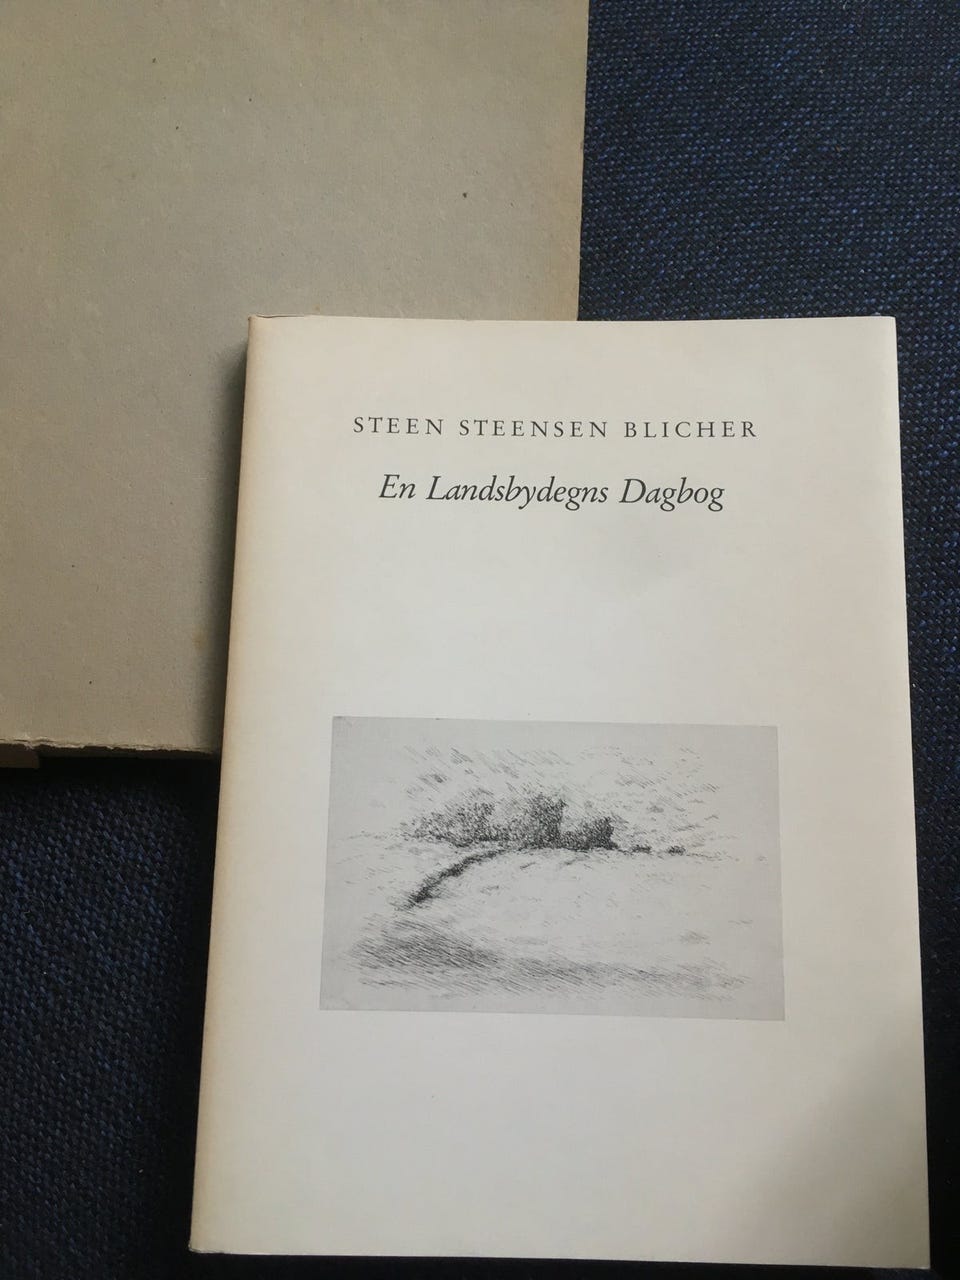 STEEN STEENSEN BLICHER
En Landsbydegns Dagbog